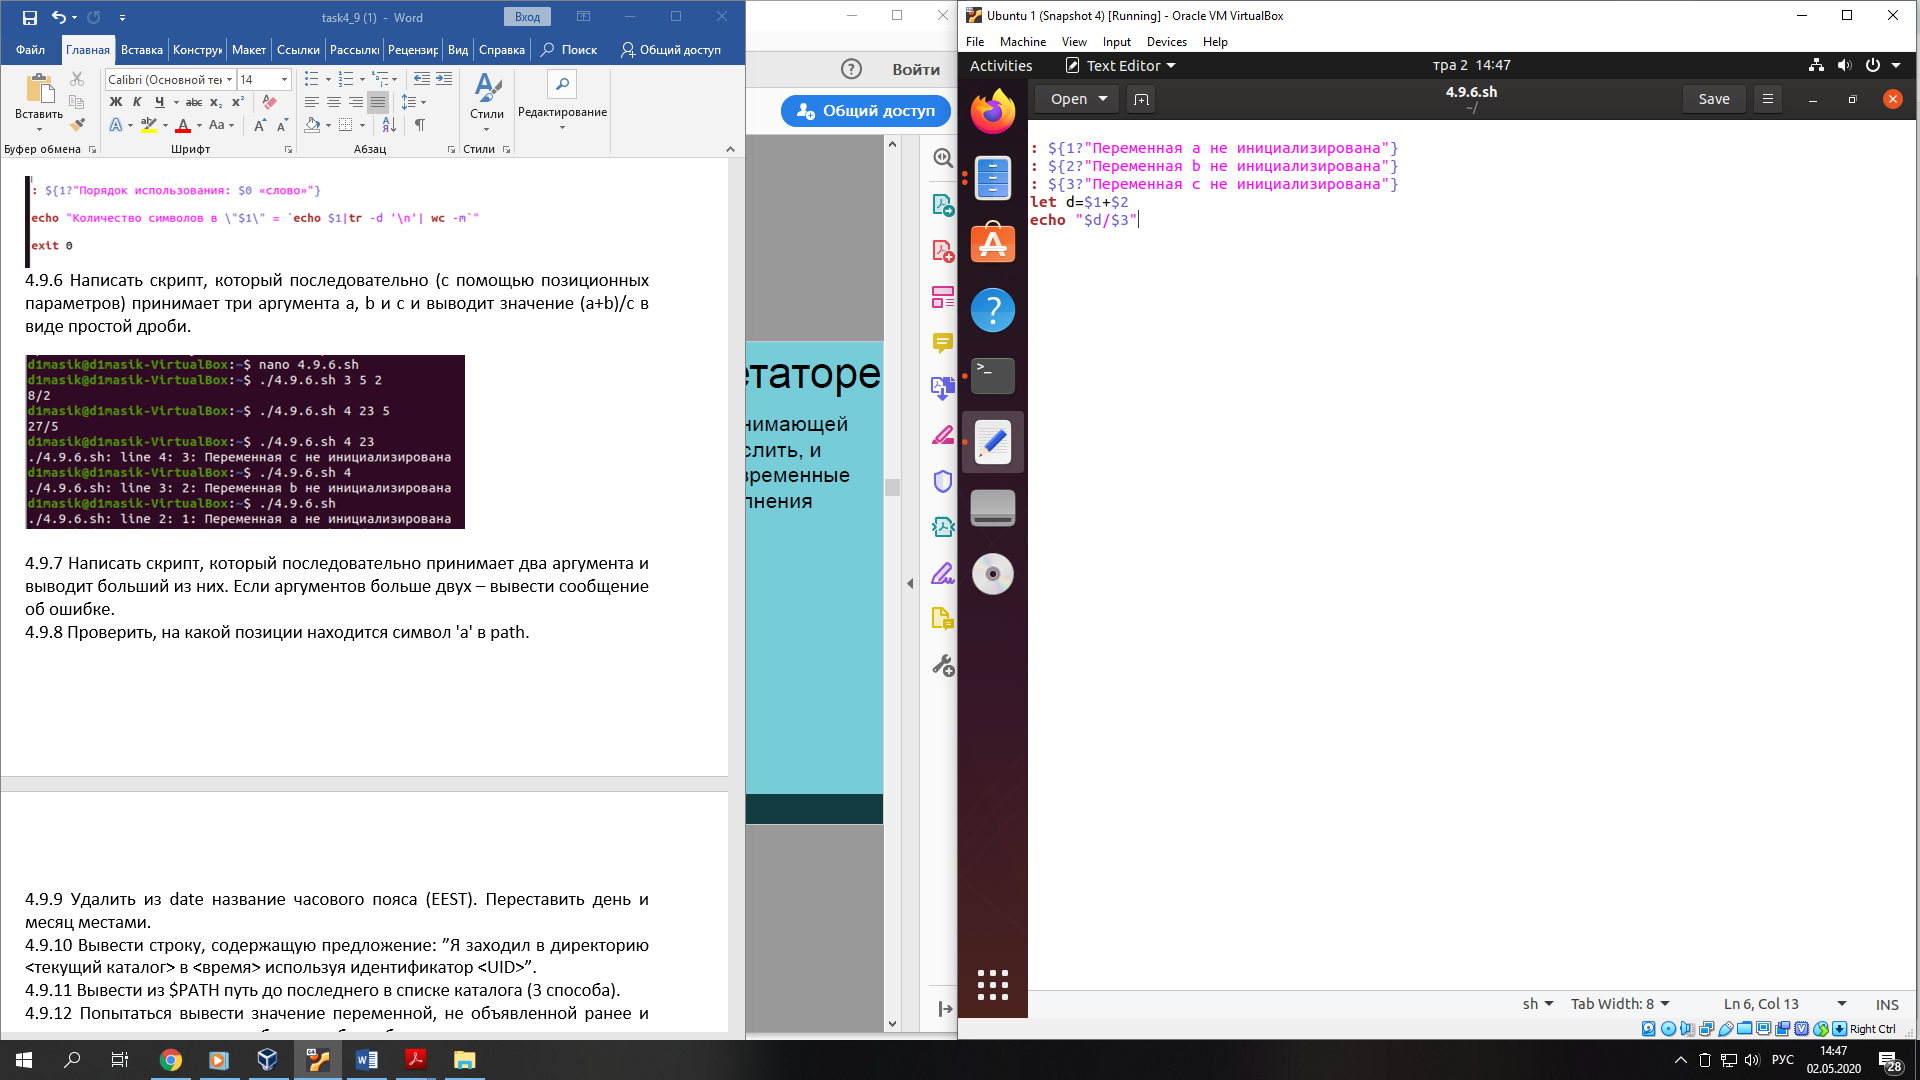 task4_9 (1) - Word
Вход
Файл
Главная
Вставка
Макет
Ссылки
Вид
Справка
Поиск
Общий доступ
Вставить
Calibri (Основной тек
14
Ж К Ч abc x₂ x²
Aa
Стили
Редактирование
Буфер обмена
Шрифт
Абзац
Стили
: ${1?"Порядок использования: $0 «слово»"}
echo "Количество символов в \"$1\" = `echo $1|tr -d '\n'| wc -m`"
exit 0
4.9.6 Написать скрипт, который последовательно (с помощью позиционных
параметров) принимает три аргумента a, b и c и выводит значение (a+b)/c в
виде простой дроби.
d1masik@d1masik-VirtualBox:~$ nano 4.9.6.sh
d1masik@d1masik-VirtualBox:~$ ./4.9.6.sh 3 5 2
8/2
d1masik@d1masik-VirtualBox:~$ ./4.9.6.sh 4 23 5
27/5
d1masik@d1masik-VirtualBox:~$ ./4.9.6.sh 4 23
./4.9.6.sh: line 4: 3: Переменная c не инициализирована
d1masik@d1masik-VirtualBox:~$ ./4.9.6.sh 4
./4.9.6.sh: line 3: 2: Переменная b не инициализирована
d1masik@d1masik-VirtualBox:~$ ./4.9.6.sh
./4.9.6.sh: line 2: 1: Переменная a не инициализирована
4.9.7 Написать скрипт, который последовательно принимает два аргумента и
выводит больший из них. Если аргументов больше двух – вывести сообщение
об ошибке.
4.9.8 Проверить, на какой позиции находится символ 'a' в path.
4.9.9 Удалить из date название часового пояса (EEST). Переставить день и
месяц местами.
4.9.10 Вывести строку, содержащую предложение: ”Я заходил в директорию
<текущий каталог> в <время> используя идентификатор <UID>”.
4.9.11 Вывести из $PATH путь до последнего в списке каталога (3 способа).
4.9.12 Попытаться вывести значение переменной, не объявленной ранее и
Войти
Общий доступ
етаторе
нимающей
слить, и
временные
лнения
Ubuntu 1 (Snapshot 4) [Running] - Oracle VM VirtualBox
File Machine View Input Devices Help
Activities
Text Editor
тра 2 14:47
Open
4.9.6.sh
~/
Save
: ${1?"Переменная a не инициализирована"}
: ${2?"Переменная b не инициализирована"}
: ${3?"Переменная c не инициализирована"}
let d=$1+$2
echo "$d/$3"
sh
Tab Width: 8
Ln 6, Col 13
INS
Right Ctrl
РУС
14:47
02.05.2020
28